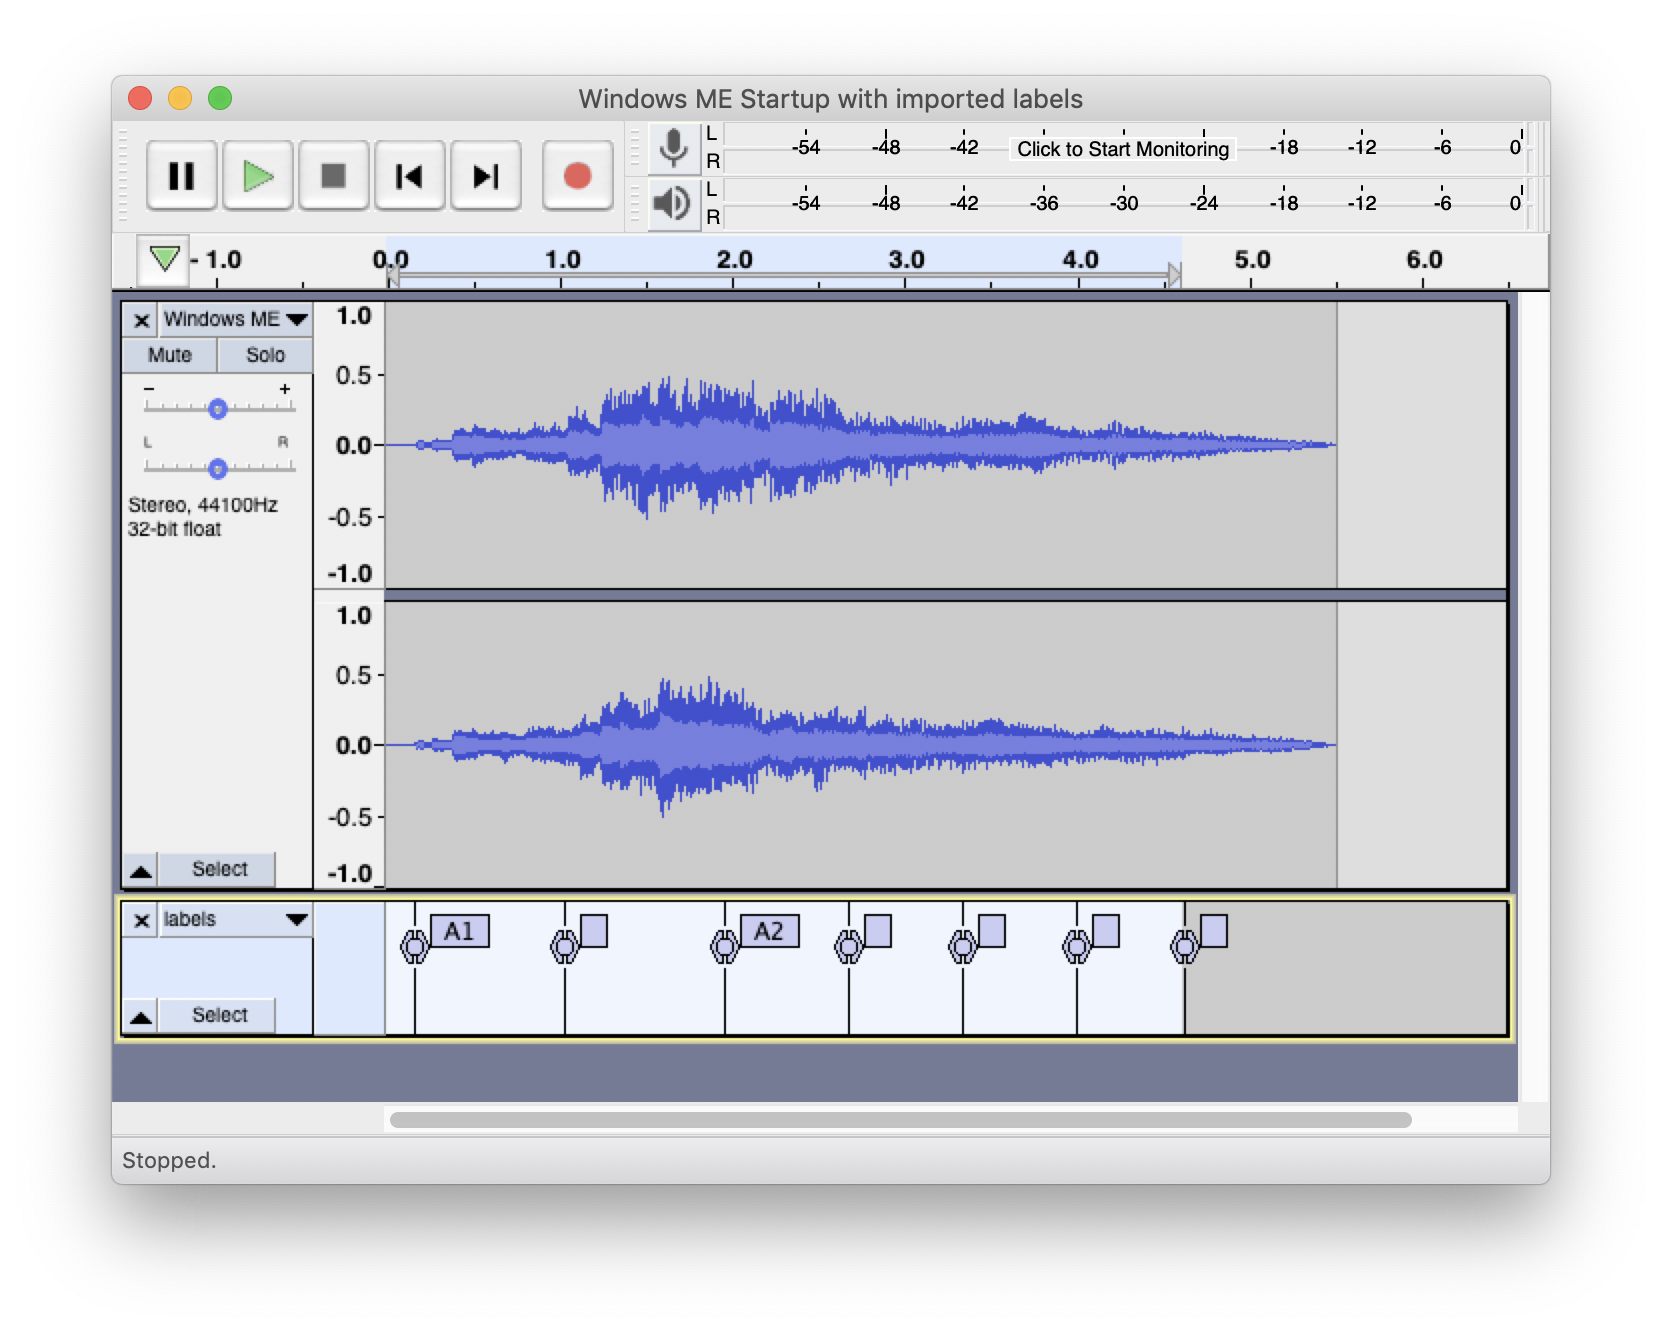 Windows ME Startup with imported labels
L
R
-54 -48 -42 Click to Start Monitoring -18 -12 -6 0
L
R
-54 -48 -42 -36 -30 -24 -18 -12 -6 0
- 1.0 0.0 1.0 2.0 3.0 4.0 5.0 6.0
x Windows ME
Mute Solo
- +
L R
Stereo, 44100Hz
32-bit float
Select
1.0
0.5
0.0
-0.5
-1.0
1.0
0.5
0.0
-0.5
-1.0
x labels
Select
A1 A2
Stopped.